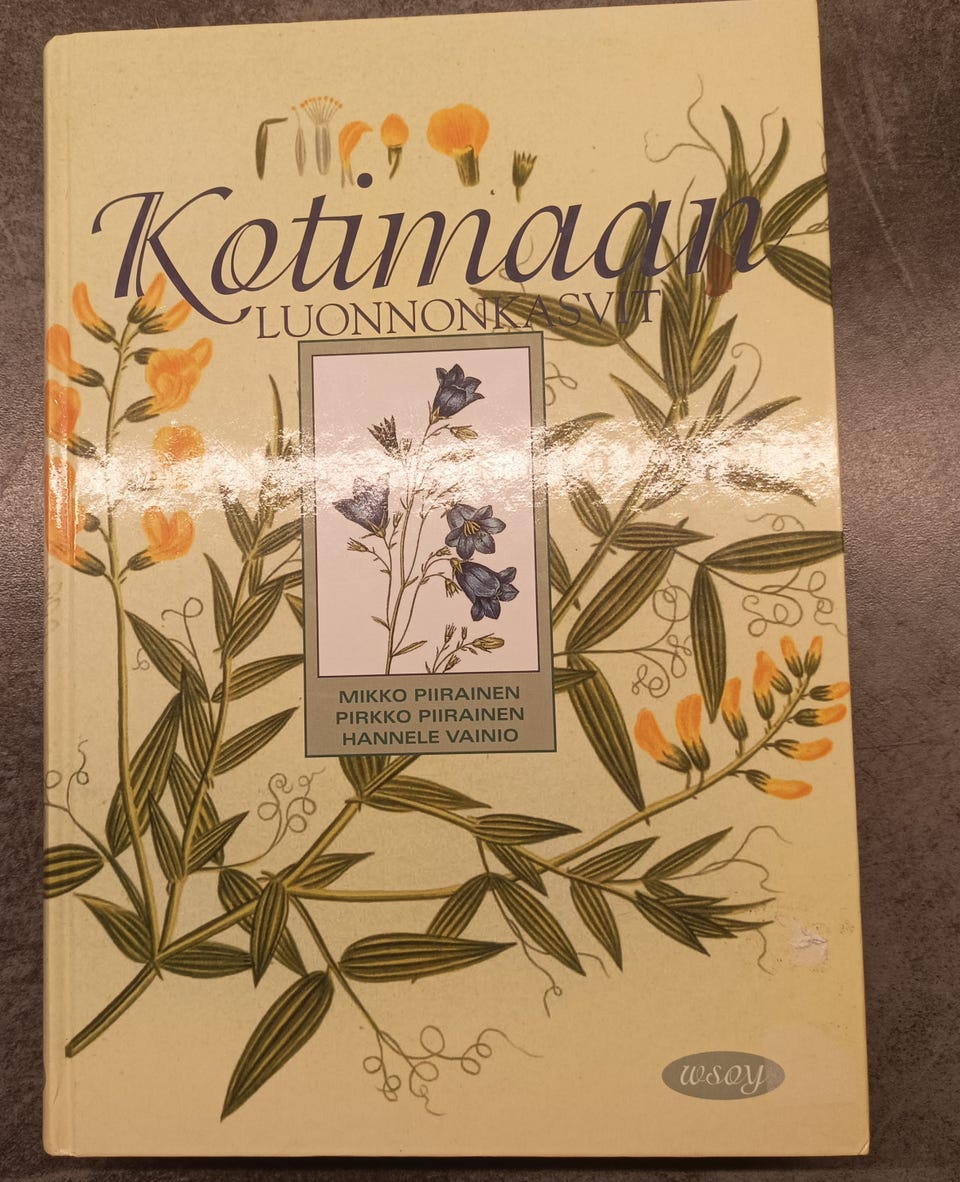 Kotimaan
LUONNONKASVIT
MIKKO PIIRAINEN
PIRKKO PIIRAINEN
HANNELE VAINIO
wsoy